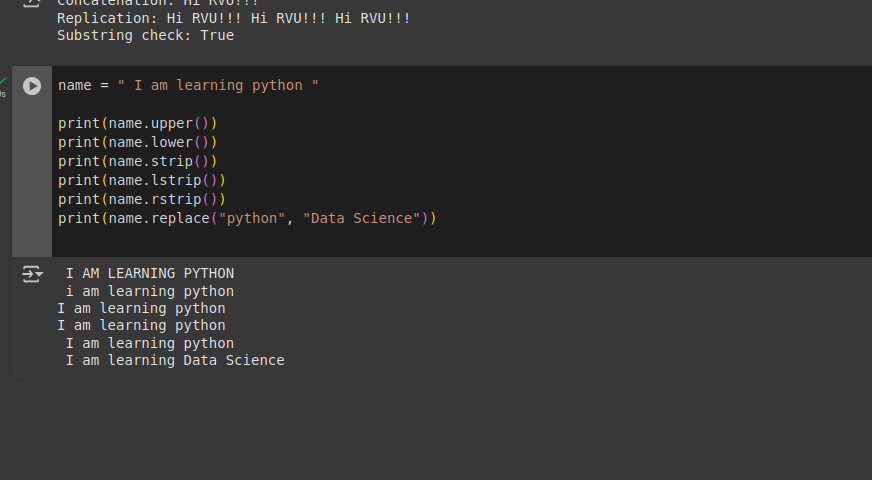 Concatenation: Hi RVU!!!
Replication: Hi RVU!!! Hi RVU!!! Hi RVU!!!
Substring check: True
name = " I am learning python "
print(name.upper())
print(name.lower())
print(name.strip())
print(name.lstrip())
print(name.rstrip())
print(name.replace("python", "Data Science"))
 I AM LEARNING PYTHON
 i am learning python
I am learning python
I am learning python
 I am learning python
 I am learning Data Science